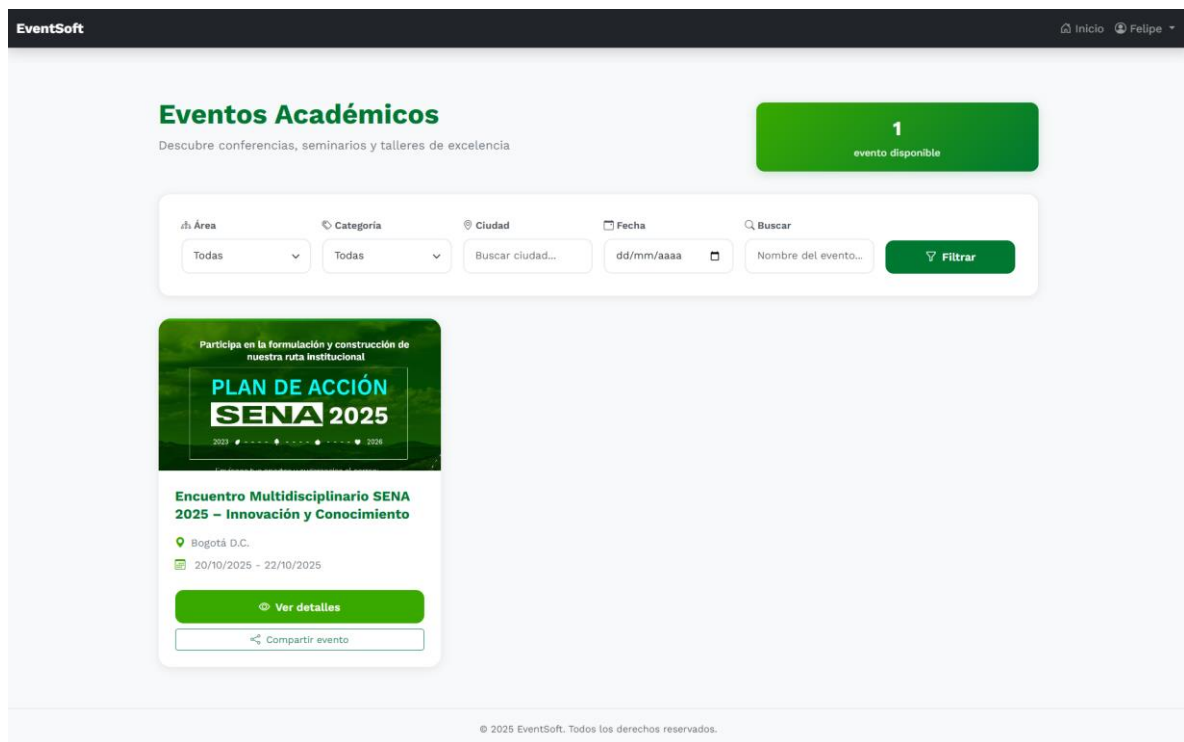 EventSoft
Inicio
Felipe
Eventos Académicos
Descubre conferencias, seminarios y talleres de excelencia
1
evento disponible
Área
Categoría
Ciudad
Fecha
Buscar
Todas
Todas
Buscar ciudad...
dd/mm/aaaa
Nombre del evento...
Filtrar
Participa en la formulación y construcción de
nuestra ruta institucional
PLAN DE ACCIÓN
SENA 2025
2023
2026
Encuentro Multidisciplinario SENA
2025 – Innovación y Conocimiento
Bogotá D.C.
20/10/2025 - 22/10/2025
Ver detalles
Compartir evento
© 2025 EventSoft. Todos los derechos reservados.